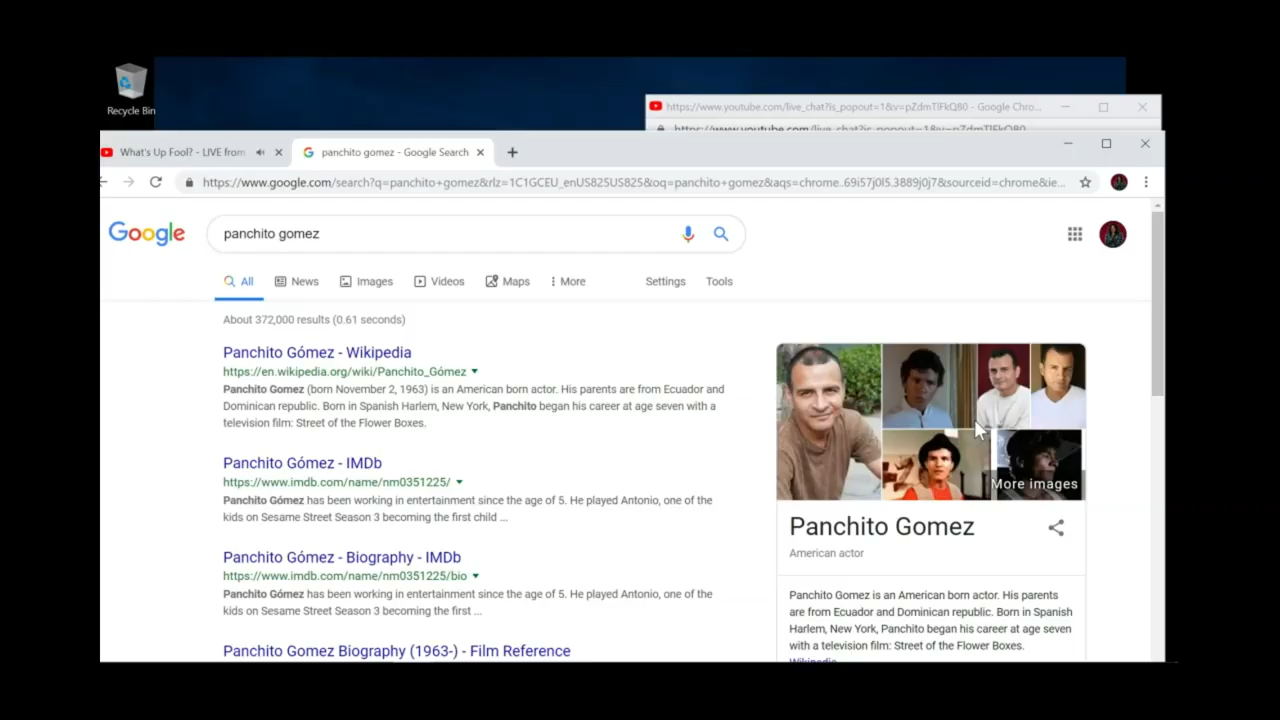 Recycle Bin
https://www.youtube.com/live_chat?is_popout=1&v=pZdmTlFkQ80 - Google Chro...
https://www.youtube.com/live_chat?is_popout=1&v=pZdmTlFkQ80
What's Up Fool? - LIVE from
panchito gomez - Google Search
https://www.google.com/search?q=panchito+gomez&rlz=1C1GCEU_enUS825US825&oq=panchito+gomez&aqs=chrome..69i57j0l5.3889j0j7&sourceid=chrome&ie...
Google
panchito gomez
All
News
Images
Videos
Maps
More
Settings
Tools
About 372,000 results (0.61 seconds)
Panchito Gómez - Wikipedia
https://en.wikipedia.org/wiki/Panchito_Gómez
Panchito Gomez (born November 2, 1963) is an American born actor. His parents are from Ecuador and
Dominican republic. Born in Spanish Harlem, New York, Panchito began his career at age seven with a
television film: Street of the Flower Boxes.
Panchito Gómez - IMDb
https://www.imdb.com/name/nm0351225/
Panchito Gómez has been working in entertainment since the age of 5. He played Antonio, one of the
kids on Sesame Street Season 3 becoming the first child ...
Panchito Gómez - Biography - IMDb
https://www.imdb.com/name/nm0351225/bio
Panchito Gómez has been working in entertainment since the age of 5. He played Antonio, one of the
kids on Sesame Street Season 3 becoming the first ...
Panchito Gomez Biography (1963-) - Film Reference
More images
Panchito Gomez
American actor
Panchito Gomez is an American born actor. His parents
are from Ecuador and Dominican republic. Born in Spanish
Harlem, New York, Panchito began his career at age seven
with a television film: Street of the Flower Boxes.
Wikipedia